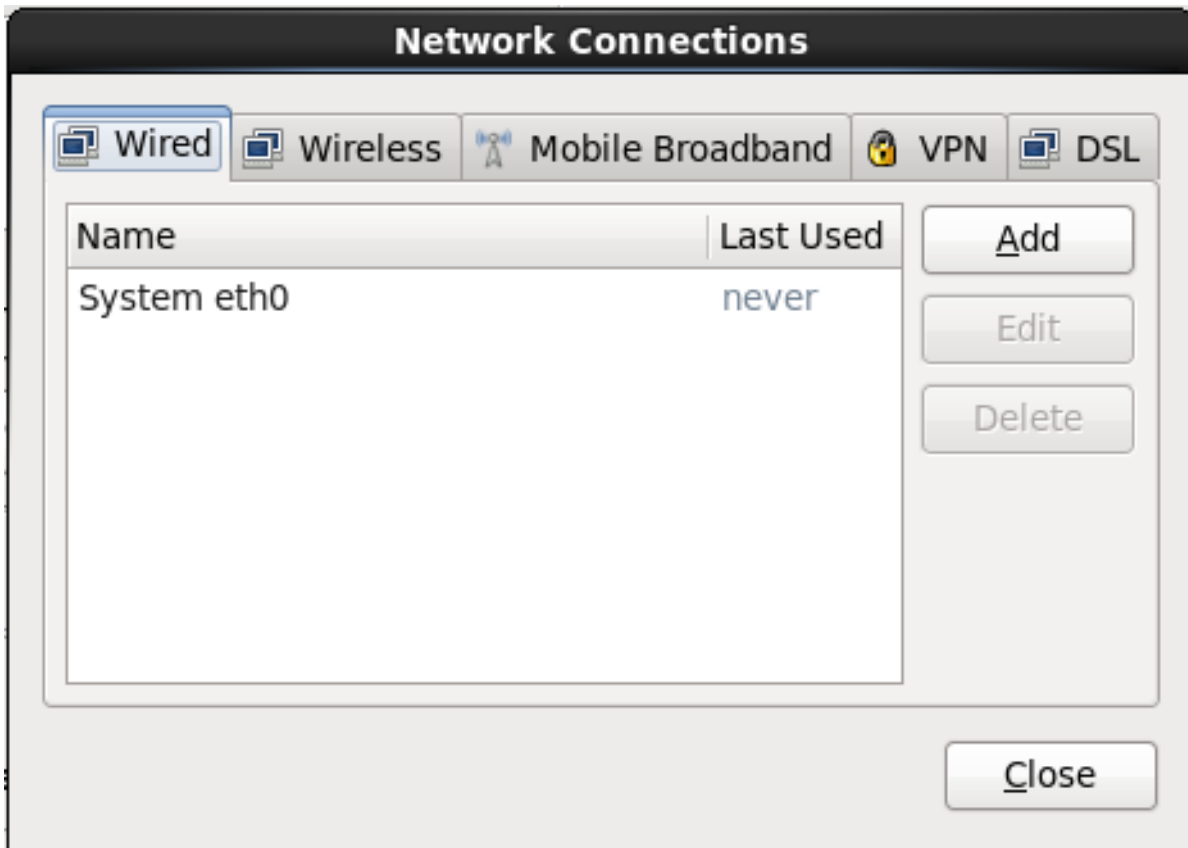 Network Connections
Wired Wireless Mobile Broadband VPN DSL
Name Last Used
Add
System eth0 never
Edit
Delete
Close